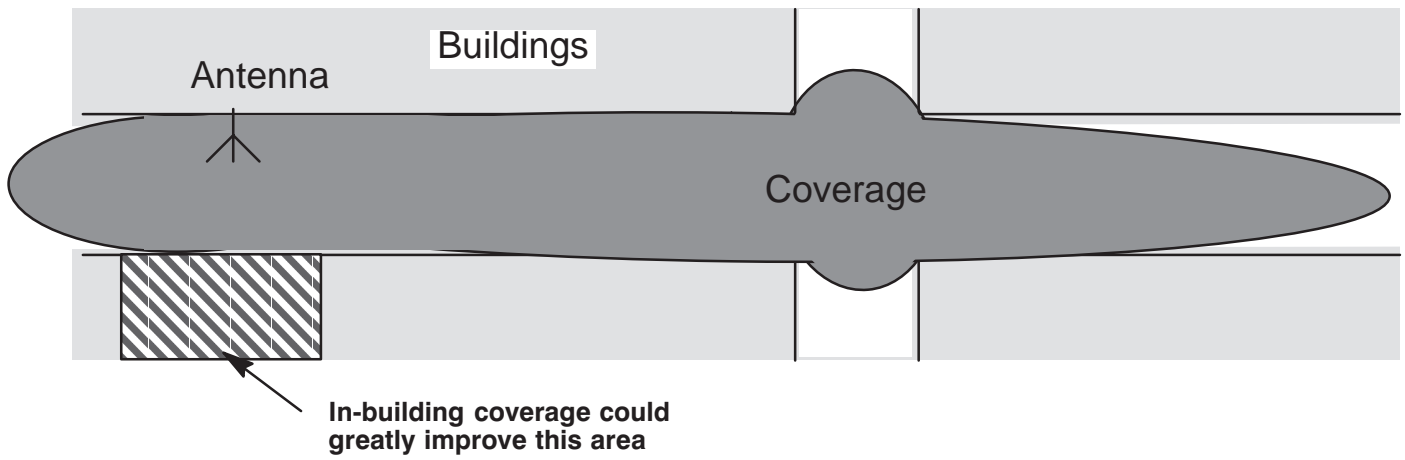 Buildings
Antenna
Coverage
In-building coverage could
greatly improve this area